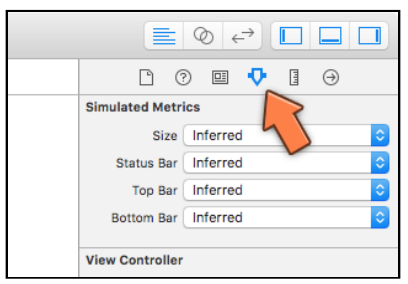 Simulated Metrics
Size Inferred
Status Bar Inferred
Top Bar Inferred
Bottom Bar Inferred
View Controller